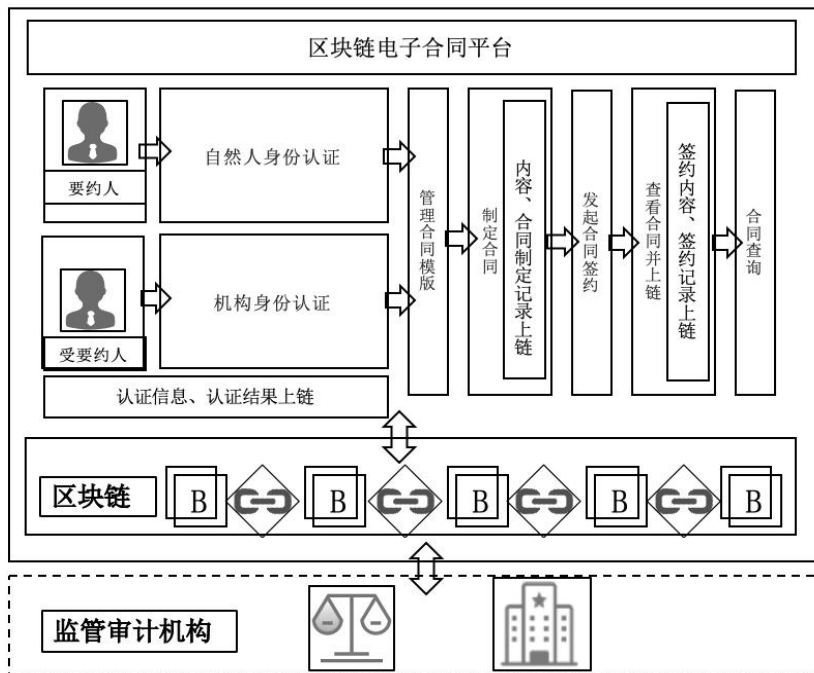 区块链电子合同平台
要约人
自然人身份认证
受要约人
机构身份认证
认证信息、认证结果上链
管理合同模版
制定合同
内容、合同制定记录上链
发起合同签约
查看合同并上链
签约内容、签约记录上链
合同查询
区块链
B
B
B
B
B
监管审计机构